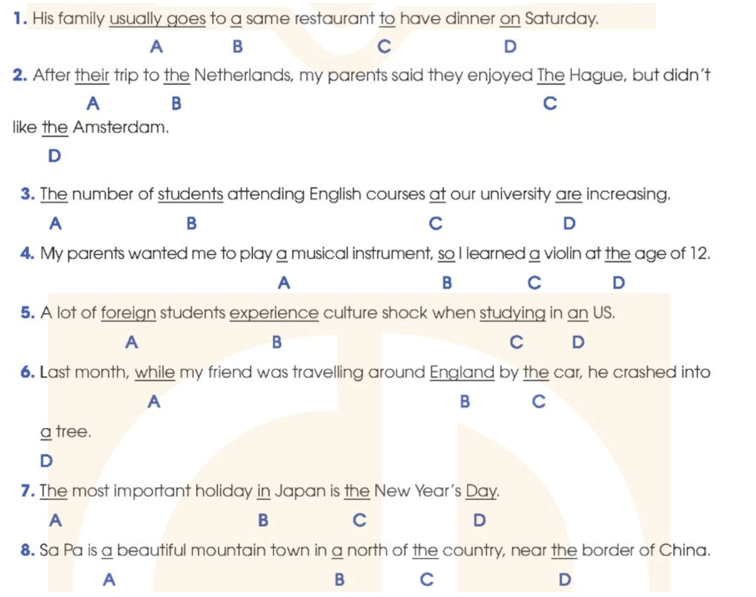 1. His family usually goes to a same restaurant to have dinner on Saturday.
A B C D
2. After their trip to the Netherlands, my parents said they enjoyed The Hague, but didn't
A B C
like the Amsterdam.
D
3. The number of students attending English courses at our university are increasing.
A B C D
4. My parents wanted me to play a musical instrument, so I learned a violin at the age of 12.
A B C D
5. A lot of foreign students experience culture shock when studying in an US.
A B C D
6. Last month, while my friend was travelling around England by the car, he crashed into
A B C
a tree.
D
7. The most important holiday in Japan is the New Year's Day.
A B C D
8. Sa Pa is a beautiful mountain town in a north of the country, near the border of China.
A B C D